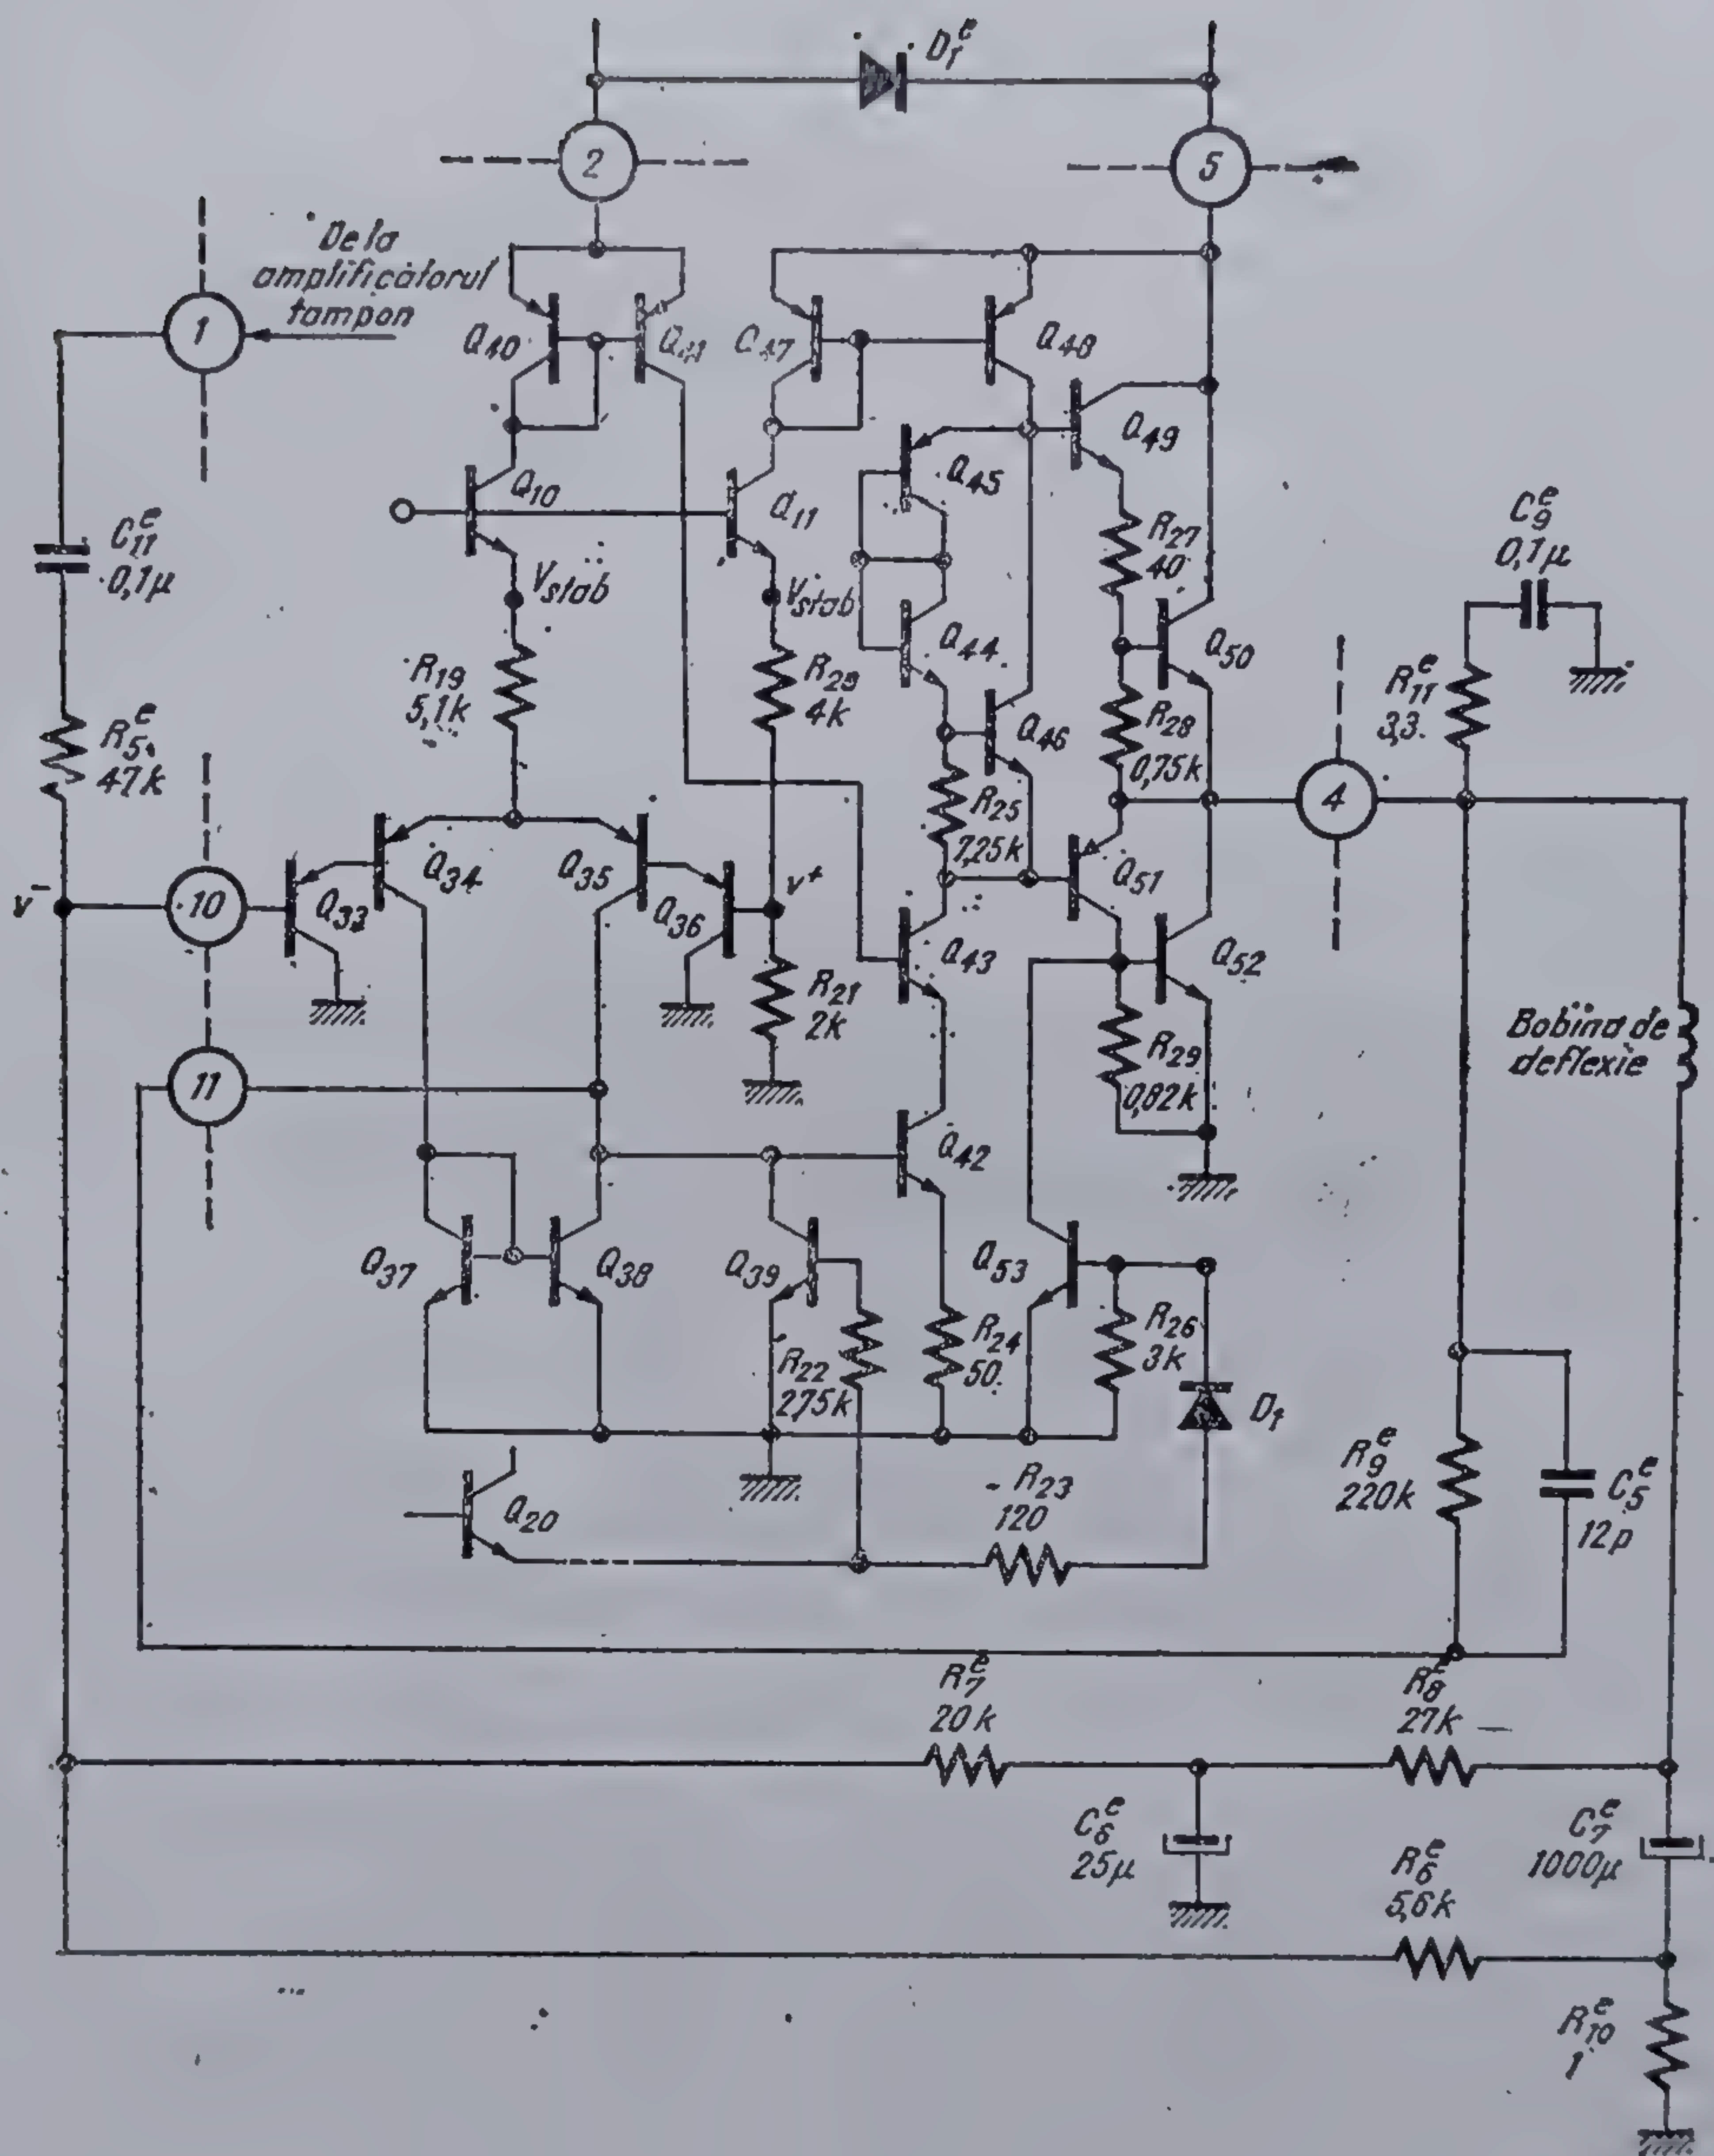 D₁ᵉ
2
5
De la
amplificatorul
tampon
1
Q₄₀
Q₄₁
Q₄₇
Q₄₈
Q₄₉
Q₁₀
Q₁₁
Q₄₅
C₁₁ᵉ
0,1μ
Vstab
Vstab
R₂₇
40
C₉ᵉ
0,1μ
Q₄₄
Q₅₀
R₁₉
5,1k
R₂₀
4k
R₁₁ᵉ
3,3
R₅ᵉ
47k
Q₄₆
R₂₈
0,75k
4
R₂₅
7,25k
v⁻
10
Q₃₃
Q₃₄
Q₃₅
Q₃₆
v⁺
Q₅₁
Q₄₃
Q₅₂
R₂₁
2k
R₂₉
0,82k
Bobina de
deflexie
11
Q₄₂
Q₃₇
Q₃₈
Q₃₉
Q₅₃
R₂₂
2,75k
R₂₄
50
R₂₆
3k
D₁
Q₂₀
R₂₃
120
R₉ᵉ
220k
C₅ᵉ
12p
R₇ᵉ
20k
R₈ᵉ
27k
C₆ᵉ
25μ
C₇ᵉ
1000μ
R₆ᵉ
5,6k
R₁₀ᵉ
1